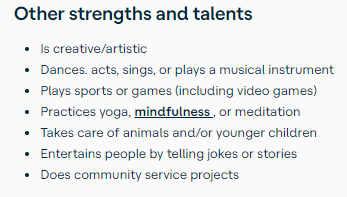 Other strengths and talents
• Is creative/artistic
• Dances. acts, sings, or plays a musical instrument
• Plays sports or games (including video games)
• Practices yoga, mindfulness , or meditation
• Takes care of animals and/or younger children
• Entertains people by telling jokes or stories
• Does community service projects